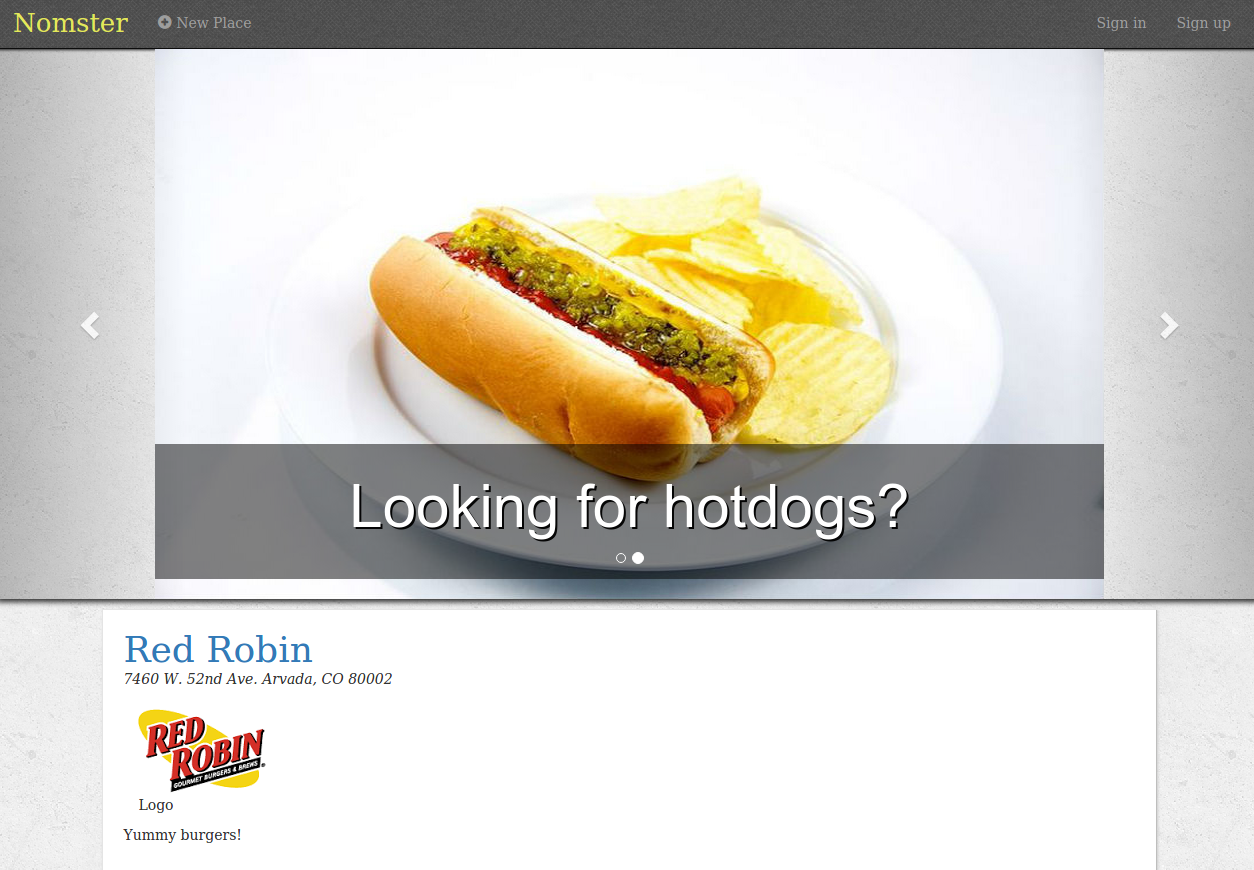 Nomster
New Place
Sign in
Sign up
Looking for hotdogs?
Red Robin
7460 W. 52nd Ave. Arvada, CO 80002
RED
ROBIN
GOURMET BURGERS & BREWS
Logo
Yummy burgers!